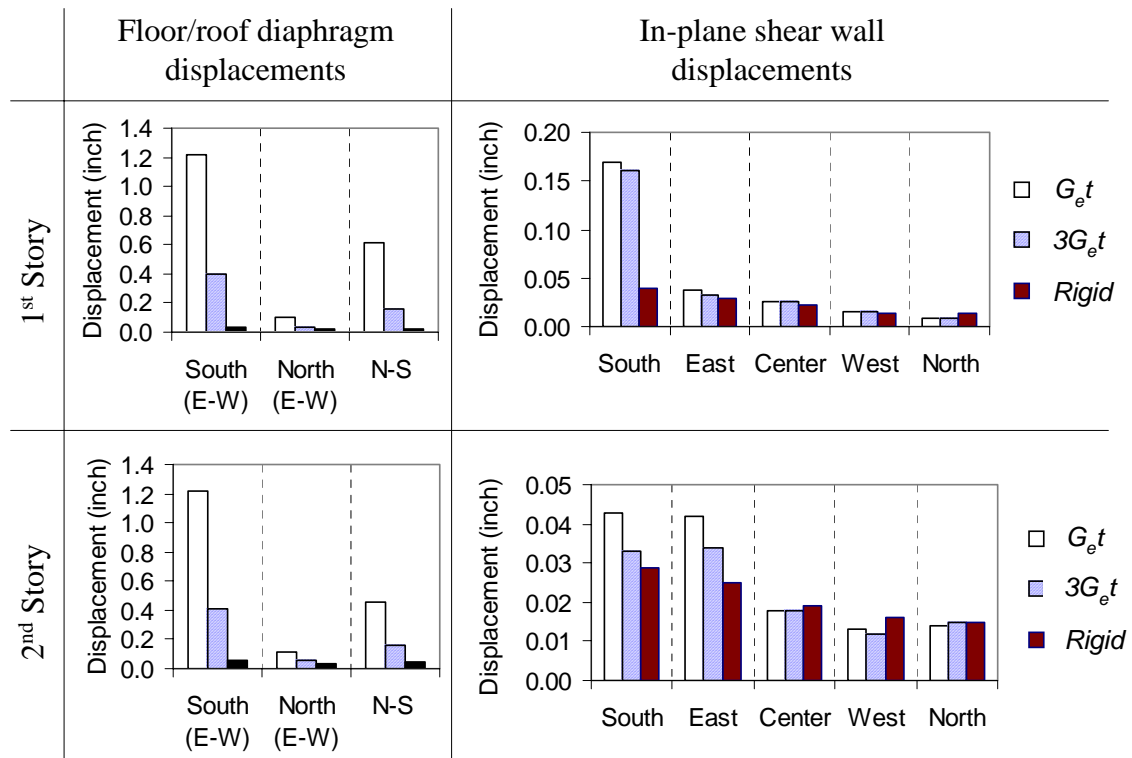 Floor/roof diaphragm
displacements
In-plane shear wall
displacements
1st Story
Displacement (inch)
1.4
1.2
1.0
0.8
0.6
0.4
0.2
0.0
South
(E-W)
North
(E-W)
N-S
Displacement (inch)
0.20
0.15
0.10
0.05
0.00
South
East
Center
West
North
Get
3Get
Rigid
2nd Story
Displacement (inch)
1.4
1.2
1.0
0.8
0.6
0.4
0.2
0.0
South
(E-W)
North
(E-W)
N-S
Displacement (inch)
0.05
0.04
0.03
0.02
0.01
0.00
South
East
Center
West
North
Get
3Get
Rigid